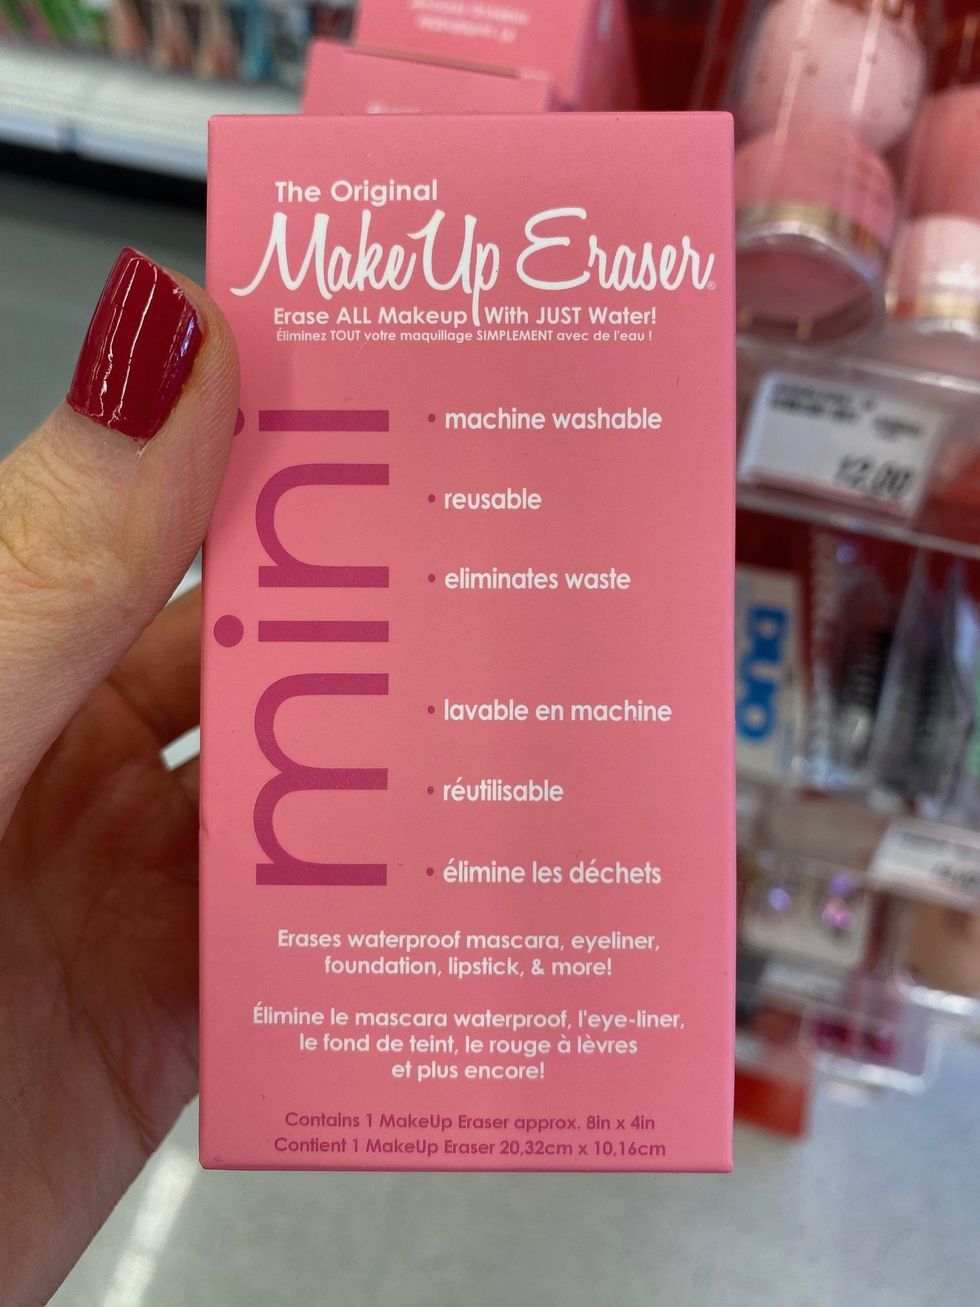 The Original
MakeUp Eraser®
Erase ALL Makeup With JUST Water!
Éliminez TOUT votre maquillage SIMPLEMENT avec de l'eau !
mini
• machine washable
• reusable
• eliminates waste
• lavable en machine
• réutilisable
• élimine les déchets
Erases waterproof mascara, eyeliner,
foundation, lipstick, & more!
Élimine le mascara waterproof, l'eye-liner,
le fond de teint, le rouge à lèvres
et plus encore!
Contains 1 MakeUp Eraser approx. 8in x 4in
Contient 1 MakeUp Eraser 20,32cm x 10,16cm
12.00
DUO